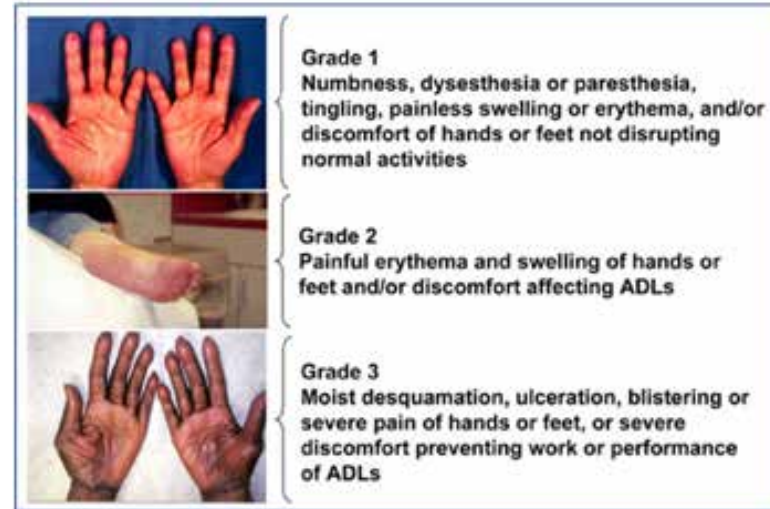 Grade 1
Numbness, dysesthesia or paresthesia,
tingling, painless swelling or erythema, and/or
discomfort of hands or feet not disrupting
normal activities
Grade 2
Painful erythema and swelling of hands or
feet and/or discomfort affecting ADLs
Grade 3
Moist desquamation, ulceration, blistering or
severe pain of hands or feet, or severe
discomfort preventing work or performance
of ADLs